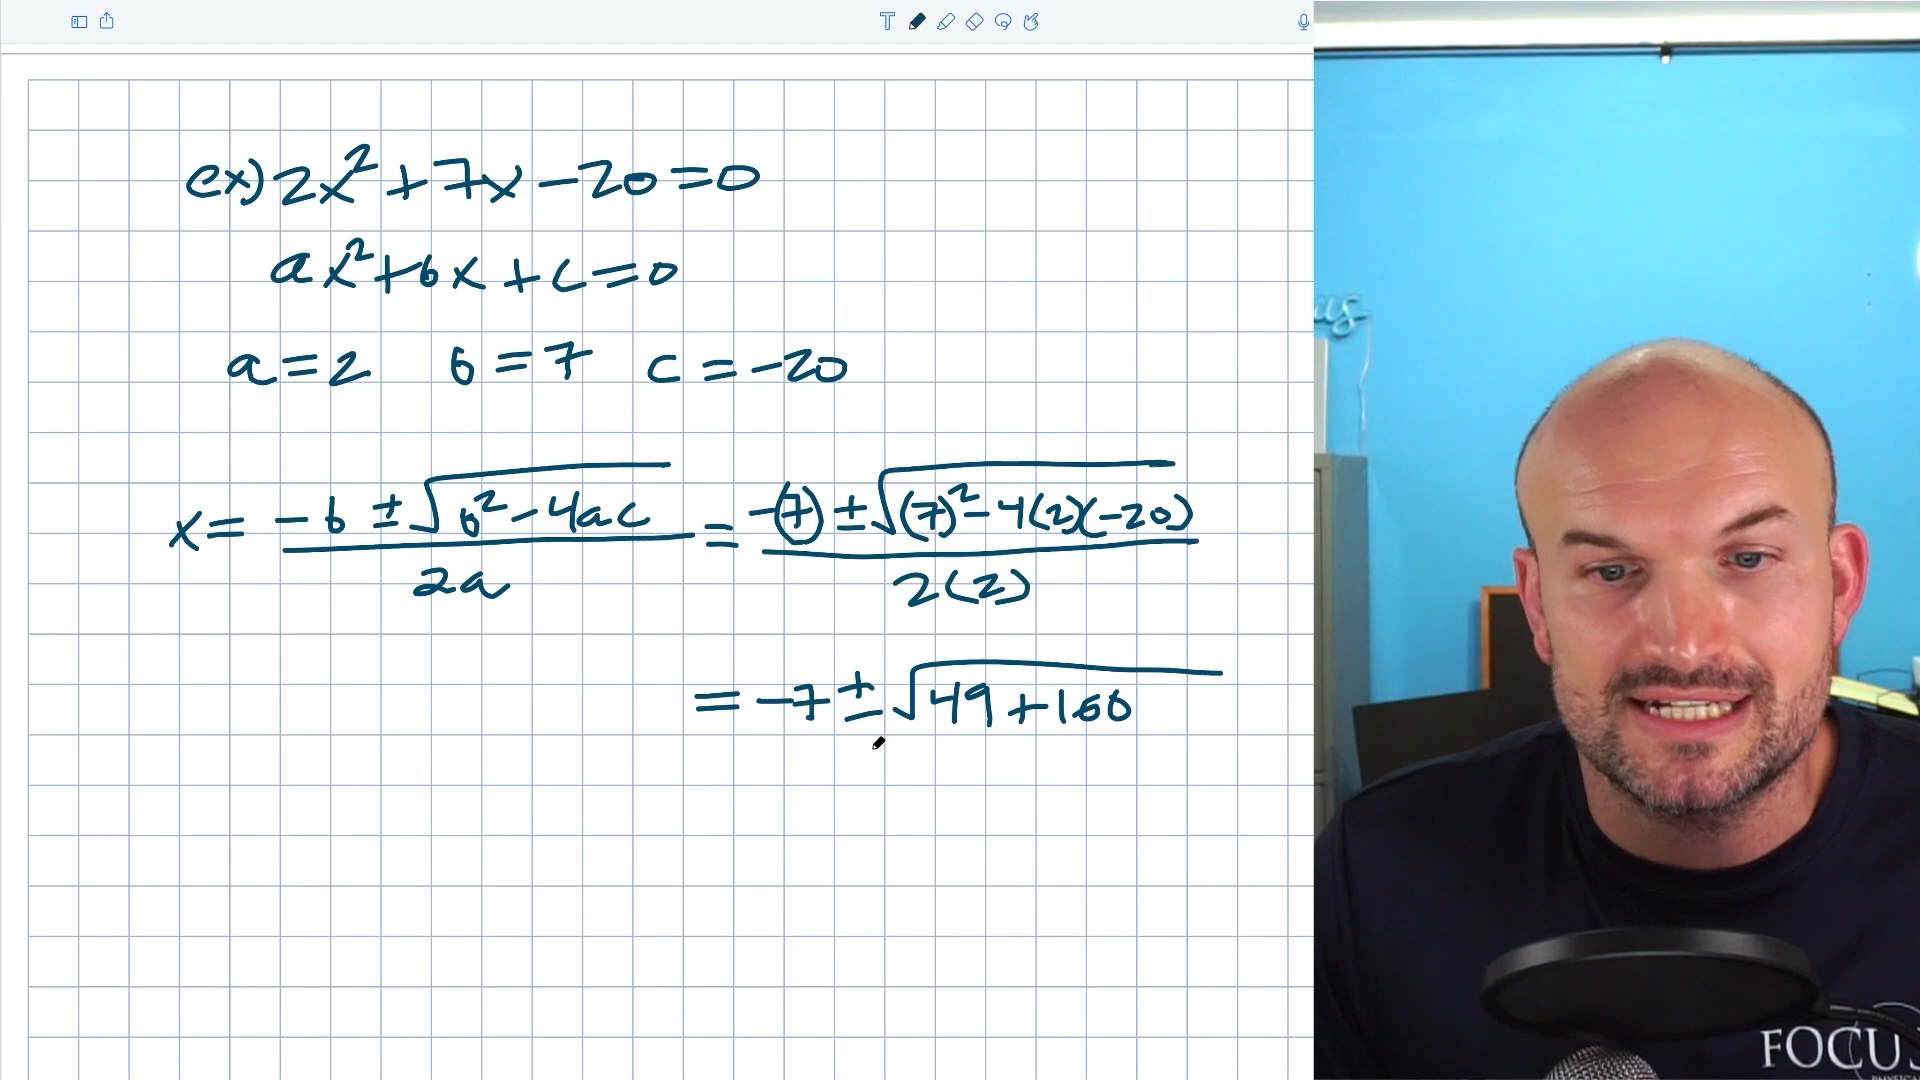 ex) 2x² + 7x - 20 = 0
ax² + bx + c = 0
a = 2 b = 7 c = -20
x = (-b ± √(b² - 4ac)) / 2a = (-(7) ± √((7)² - 4(2)(-20))) / 2(2)
= -7 ± √(49 + 160)
FOCUS